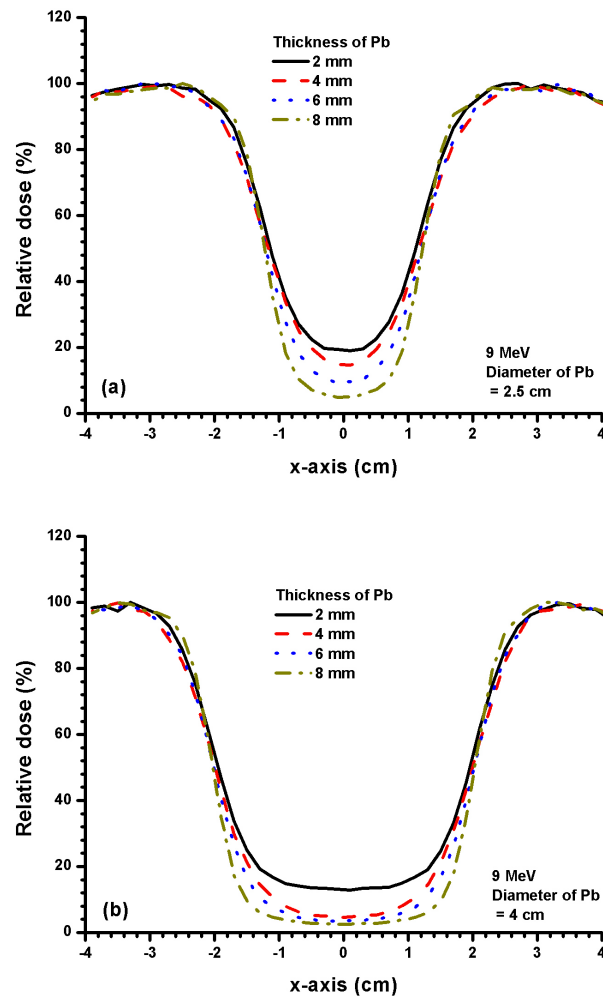 120
100
80
60
40
20
0
Relative dose (%)
Thickness of Pb
2 mm
4 mm
6 mm
8 mm
(a)
9 MeV
Diameter of Pb
= 2.5 cm
-4 -3 -2 -1 0 1 2 3 4
x-axis (cm)
120
100
80
60
40
20
0
Relative dose (%)
Thickness of Pb
2 mm
4 mm
6 mm
8 mm
(b)
9 MeV
Diameter of Pb
= 4 cm
-4 -3 -2 -1 0 1 2 3 4
x-axis (cm)